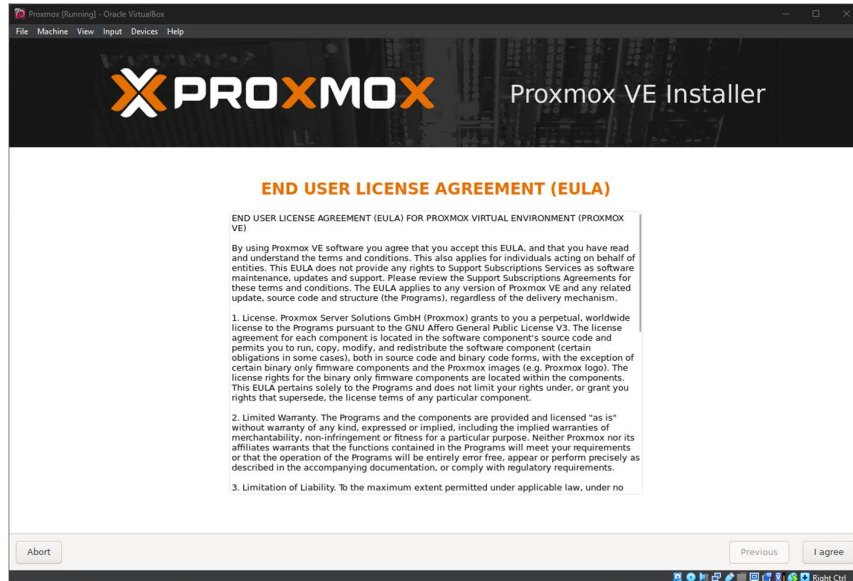 Proxmox [Running] - Oracle VirtualBox
File Machine View Input Devices Help
PROXMOX
Proxmox VE Installer
END USER LICENSE AGREEMENT (EULA)
END USER LICENSE AGREEMENT (EULA) FOR PROXMOX VIRTUAL ENVIRONMENT (PROXMOX
VE)
By using Proxmox VE software you agree that you accept this EULA, and that you have read
and understand the terms and conditions. This also applies for individuals acting on behalf of
entities. This EULA does not provide any rights to Support Subscriptions Services as software
maintenance, updates and support. Please review the Support Subscriptions Agreements for
these terms and conditions. The EULA applies to any version of Proxmox VE and any related
update, source code and structure (the Programs), regardless of the delivery mechanism.
1. License. Proxmox Server Solutions GmbH (Proxmox) grants to you a perpetual, worldwide
license to the Programs pursuant to the GNU Affero General Public License V3. The license
agreement for each component is located in the software component's source code and
permits you to run, copy, modify, and redistribute the software component (certain
obligations in some cases), both in source code and binary code forms, with the exception of
certain binary only firmware components and the Proxmox images (e.g. Proxmox logo). The
license rights for the binary only firmware components are located within the components.
This EULA pertains solely to the Programs and does not limit your rights under, or grant you
rights that supersede, the license terms of any particular component.
2. Limited Warranty. The Programs and the components are provided and licensed "as is"
without warranty of any kind, expressed or implied, including the implied warranties of
merchantability, non-infringement or fitness for a particular purpose. Neither Proxmox nor its
affiliates warrants that the functions contained in the Programs will meet your requirements
or that the operation of the Programs will be entirely error free, appear or perform precisely as
described in the accompanying documentation, or comply with regulatory requirements.
3. Limitation of Liability. To the maximum extent permitted under applicable law, under no
Abort
Previous
I agree
Right Ctrl